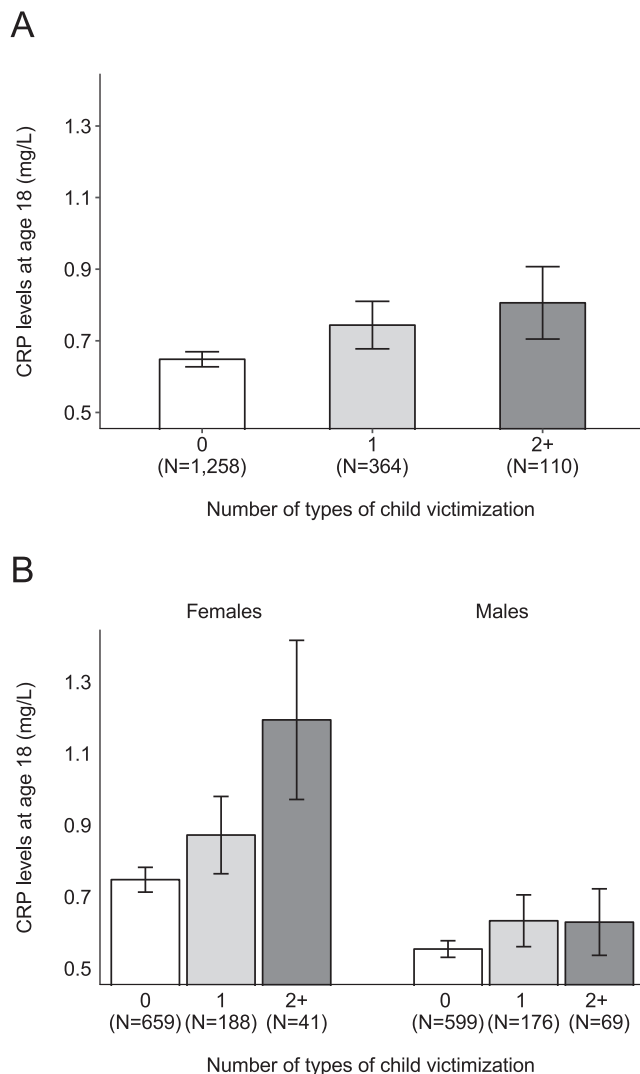 A
CRP levels at age 18 (mg/L)
1.3
1.1
0.9
0.7
0.5
0 1 2+
(N=1,258) (N=364) (N=110)
Number of types of child victimization
B
Females Males
CRP levels at age 18 (mg/L)
1.3
1.1
0.9
0.7
0.5
0 1 2+ 0 1 2+
(N=659) (N=188) (N=41) (N=599) (N=176) (N=69)
Number of types of child victimization